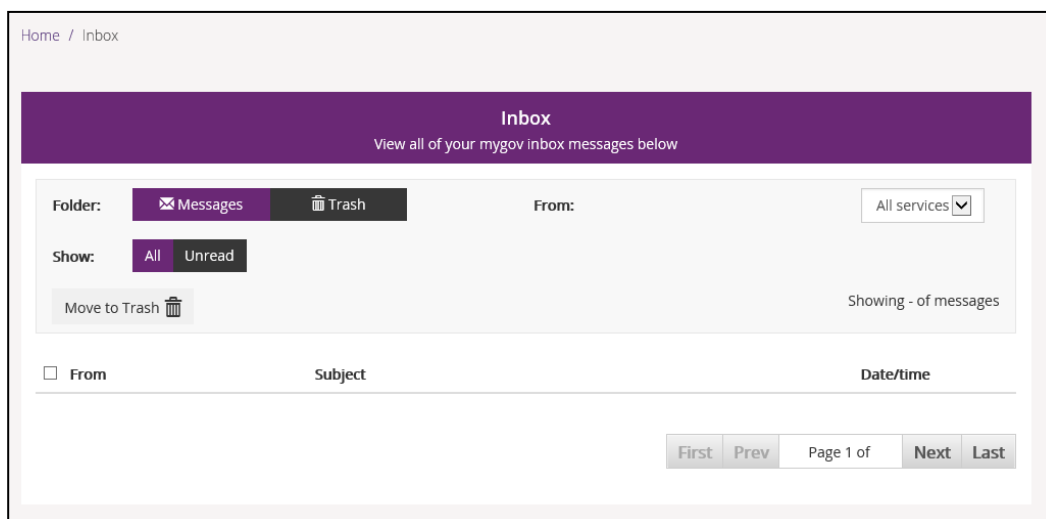 Home / Inbox
Inbox
View all of your mygov inbox messages below
Folder: Messages Trash From: All services
Show: All Unread
Move to Trash Showing - of messages
From Subject Date/time
First Prev Page 1 of Next Last